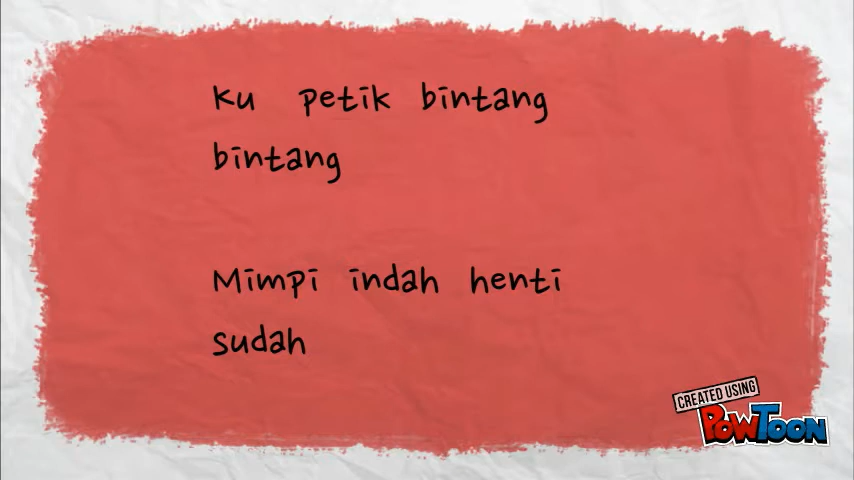 Ku petik bintang
bintang
Mimpi indah henti
sudah
CREATED USING
POWTOON